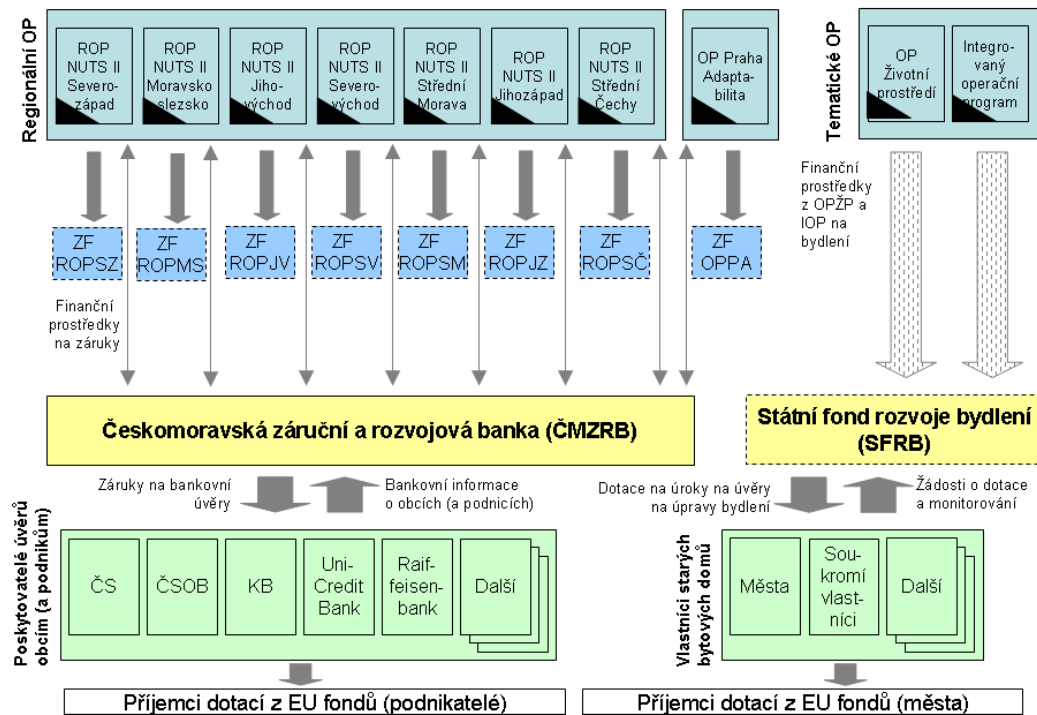 Regionální OP
ROP
NUTS II
Severo-
západ
ROP
NUTS II
Moravsko
slezsko
ROP
NUTS II
Jiho-
východ
ROP
NUTS II
Severo-
východ
ROP
NUTS II
Střední
Morava
ROP
NUTS II
Jihozápad
ROP
NUTS II
Střední
Čechy
OP Praha
Adapta-
bilita
Tematické OP
OP
Životní
prostředí
Integro-
vaný
operační
program
Finanční
prostředky
z OPŽP a
IOP na
bydlení
ZF
ROPSZ
ZF
ROPMS
ZF
ROPJV
ZF
ROPSV
ZF
ROPSM
ZF
ROPJZ
ZF
ROPSČ
ZF
OPPA
Finanční
prostředky
na záruky
Českomoravská záruční a rozvojová banka (ČMZRB)
Státní fond rozvoje bydlení
(SFRB)
Záruky na bankovní
úvěry
Bankovní informace
o obcích (a podnicích)
Dotace na úroky na úvěry
na úpravy bydlení
Žádosti o dotace
a monitorování
Poskytovatelé úvěrů
obcím (a podnikům)
ČS
ČSOB
KB
Uni-
Credit
Bank
Raif-
feisen-
bank
Další
Vlastníci starých
bytových domů
Města
Sou-
kromí
vlast-
níci
Další
Příjemci dotací z EU fondů (podnikatelé)
Příjemci dotací z EU fondů (města)